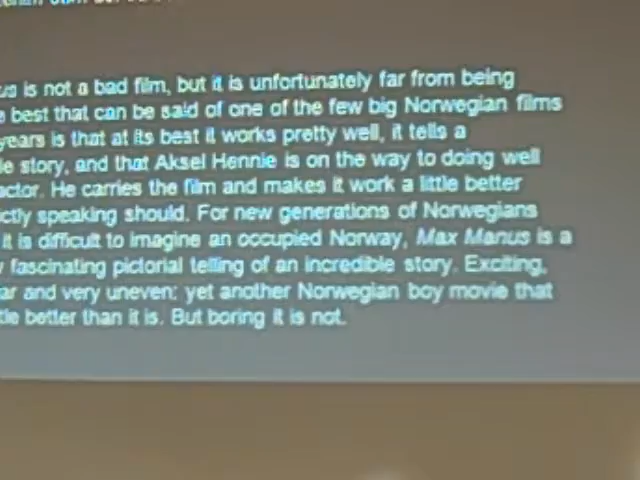 is not a bad film, but it is unfortunately far from being
best that can be said of one of the few big Norwegian films
years is that at its best it works pretty well, it tells a
story, and that Aksel Hennie is on the way to doing well
actor. He carries the film and makes it work a little better
speaking should. For new generations of Norwegians
it is difficult to imagine an occupied Norway, Max Manus is a
fascinating pictorial telling of an incredible story. Exciting,
and very uneven: yet another Norwegian boy movie that
better than it is. But boring it is not.